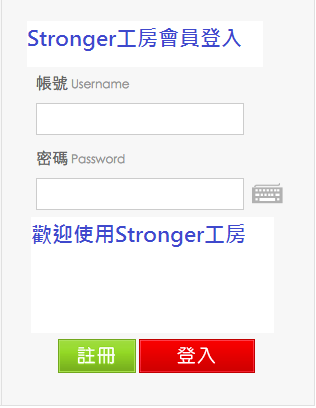 Stronger工房會員登入
帳號 Username
密碼 Password
歡迎使用Stronger工房
註冊 登入